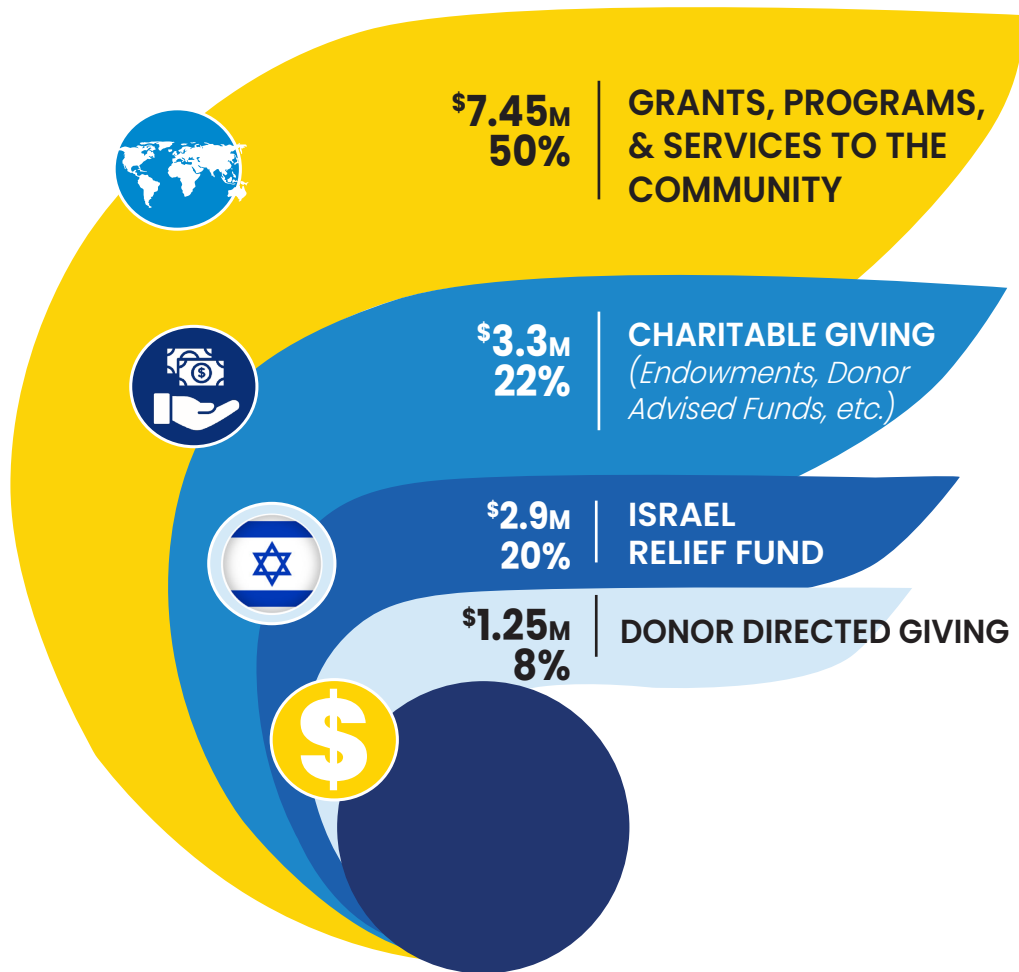 $7.45M
50%
GRANTS, PROGRAMS,
& SERVICES TO THE
COMMUNITY
$3.3M
22%
CHARITABLE GIVING
(Endowments, Donor
Advised Funds, etc.)
$2.9M
20%
ISRAEL
RELIEF FUND
$1.25M
8%
DONOR DIRECTED GIVING
$